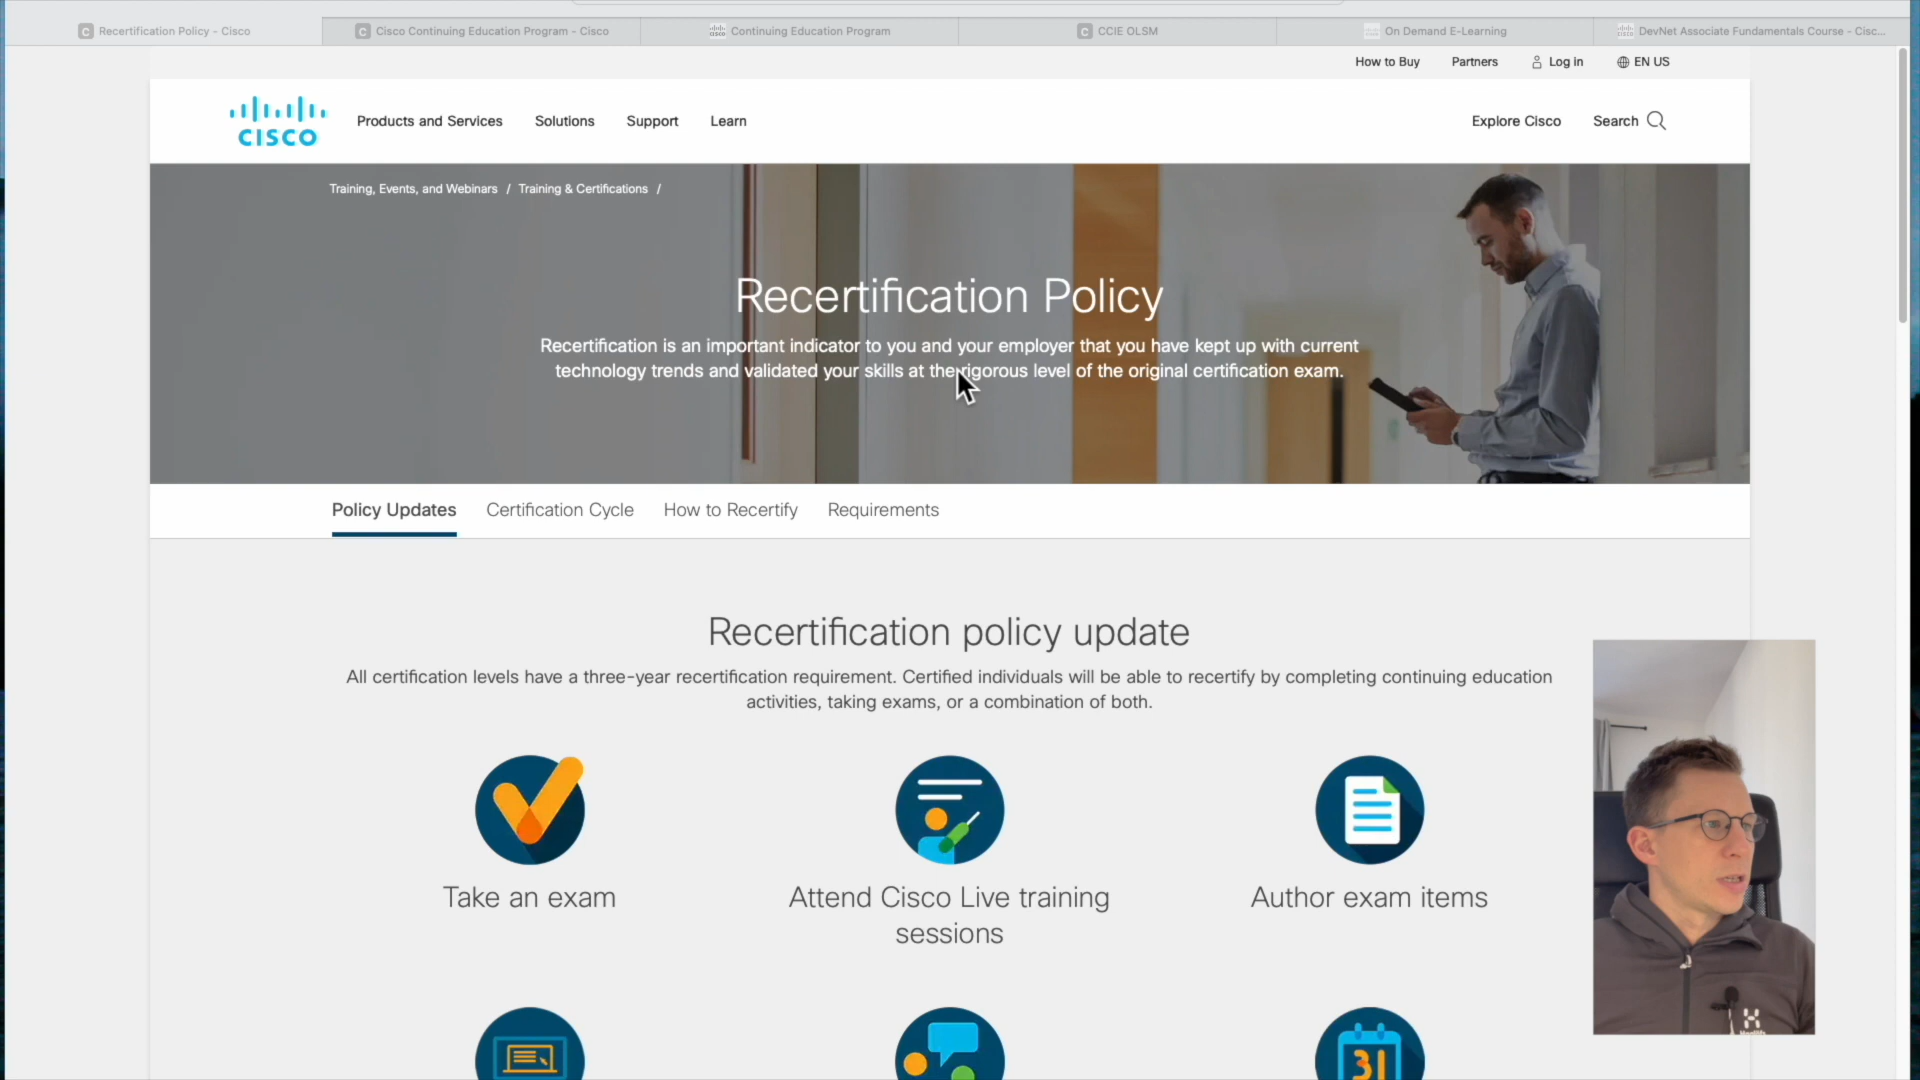 Recertification Policy - Cisco
Cisco Continuing Education Program - Cisco
Continuing Education Program
CCIE OLSM
On Demand E-Learning
DevNet Associate Fundamentals Course - Cisc...
How to Buy
Partners
Log in
EN US
CISCO
Products and Services
Solutions
Support
Learn
Explore Cisco
Search
Training, Events, and Webinars / Training & Certifications /
Recertification Policy
Recertification is an important indicator to you and your employer that you have kept up with current
technology trends and validated your skills at the rigorous level of the original certification exam.
Policy Updates
Certification Cycle
How to Recertify
Requirements
Recertification policy update
All certification levels have a three-year recertification requirement. Certified individuals will be able to recertify by completing continuing education
activities, taking exams, or a combination of both.
Take an exam
Attend Cisco Live training
sessions
Author exam items
31